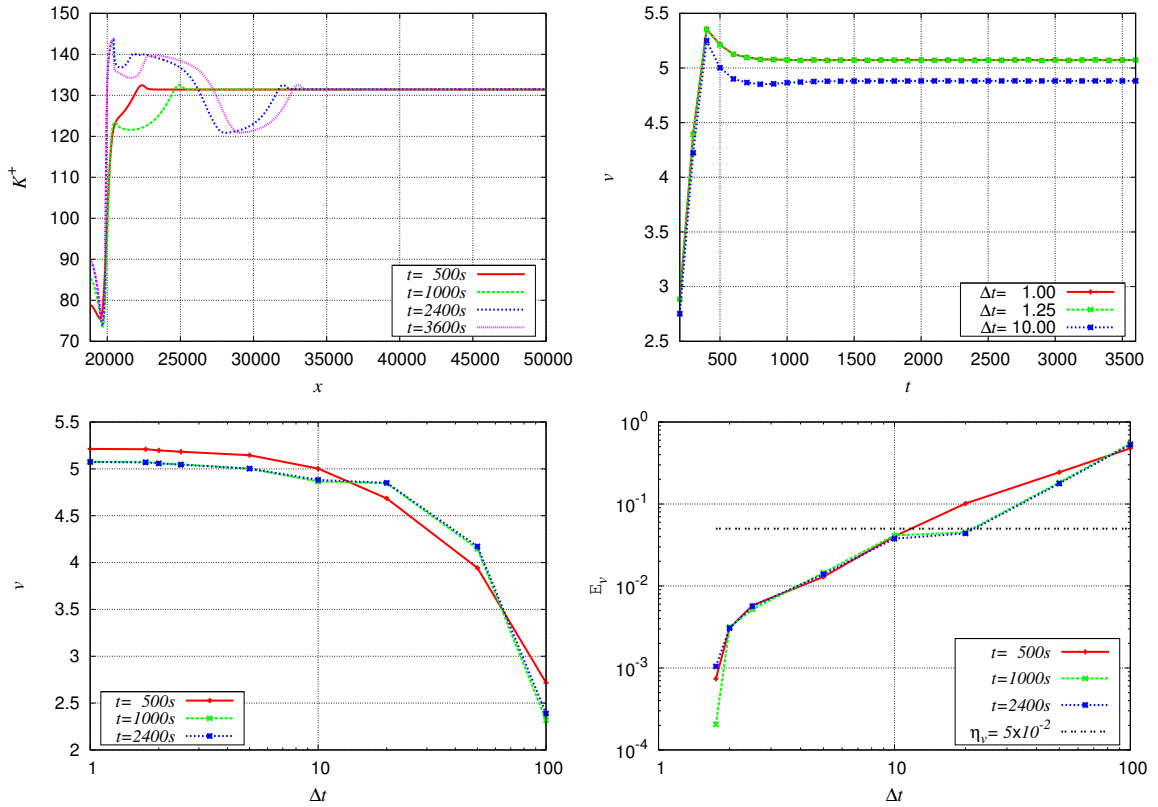 150
140
130
120
110
100
90
80
70
K+
20000 25000 30000 35000 40000 45000 50000
x
t= 500s
t=1000s
t=2400s
t=3600s
5.5
5
4.5
4
3.5
3
2.5
v
500 1000 1500 2000 2500 3000 3500
t
Δt= 1.00
Δt= 1.25
Δt= 10.00
5.5
5
4.5
4
3.5
3
2.5
2
v
1 10 100
Δt
t= 500s
t=1000s
t=2400s
10^0
10^-1
10^-2
10^-3
10^-4
E_v
1 10 100
Δt
t= 500s
t=1000s
t=2400s
η_v= 5x10^-2